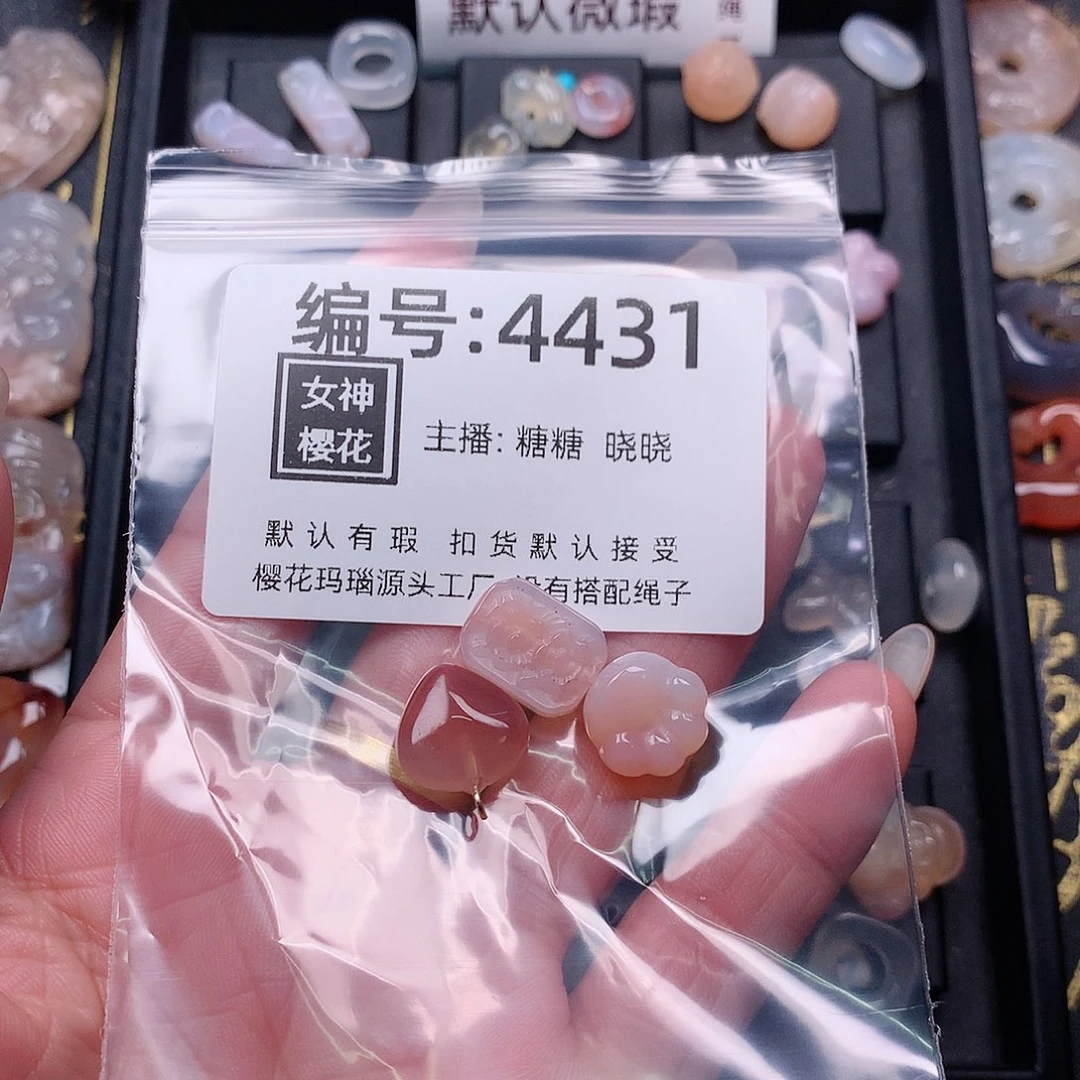 默认微瑕
绳
编号:4431
女神
樱花
主播: 糖糖 晓晓
默认有瑕 扣货默认接受
樱花玛瑙源头工厂 没有搭配绳子